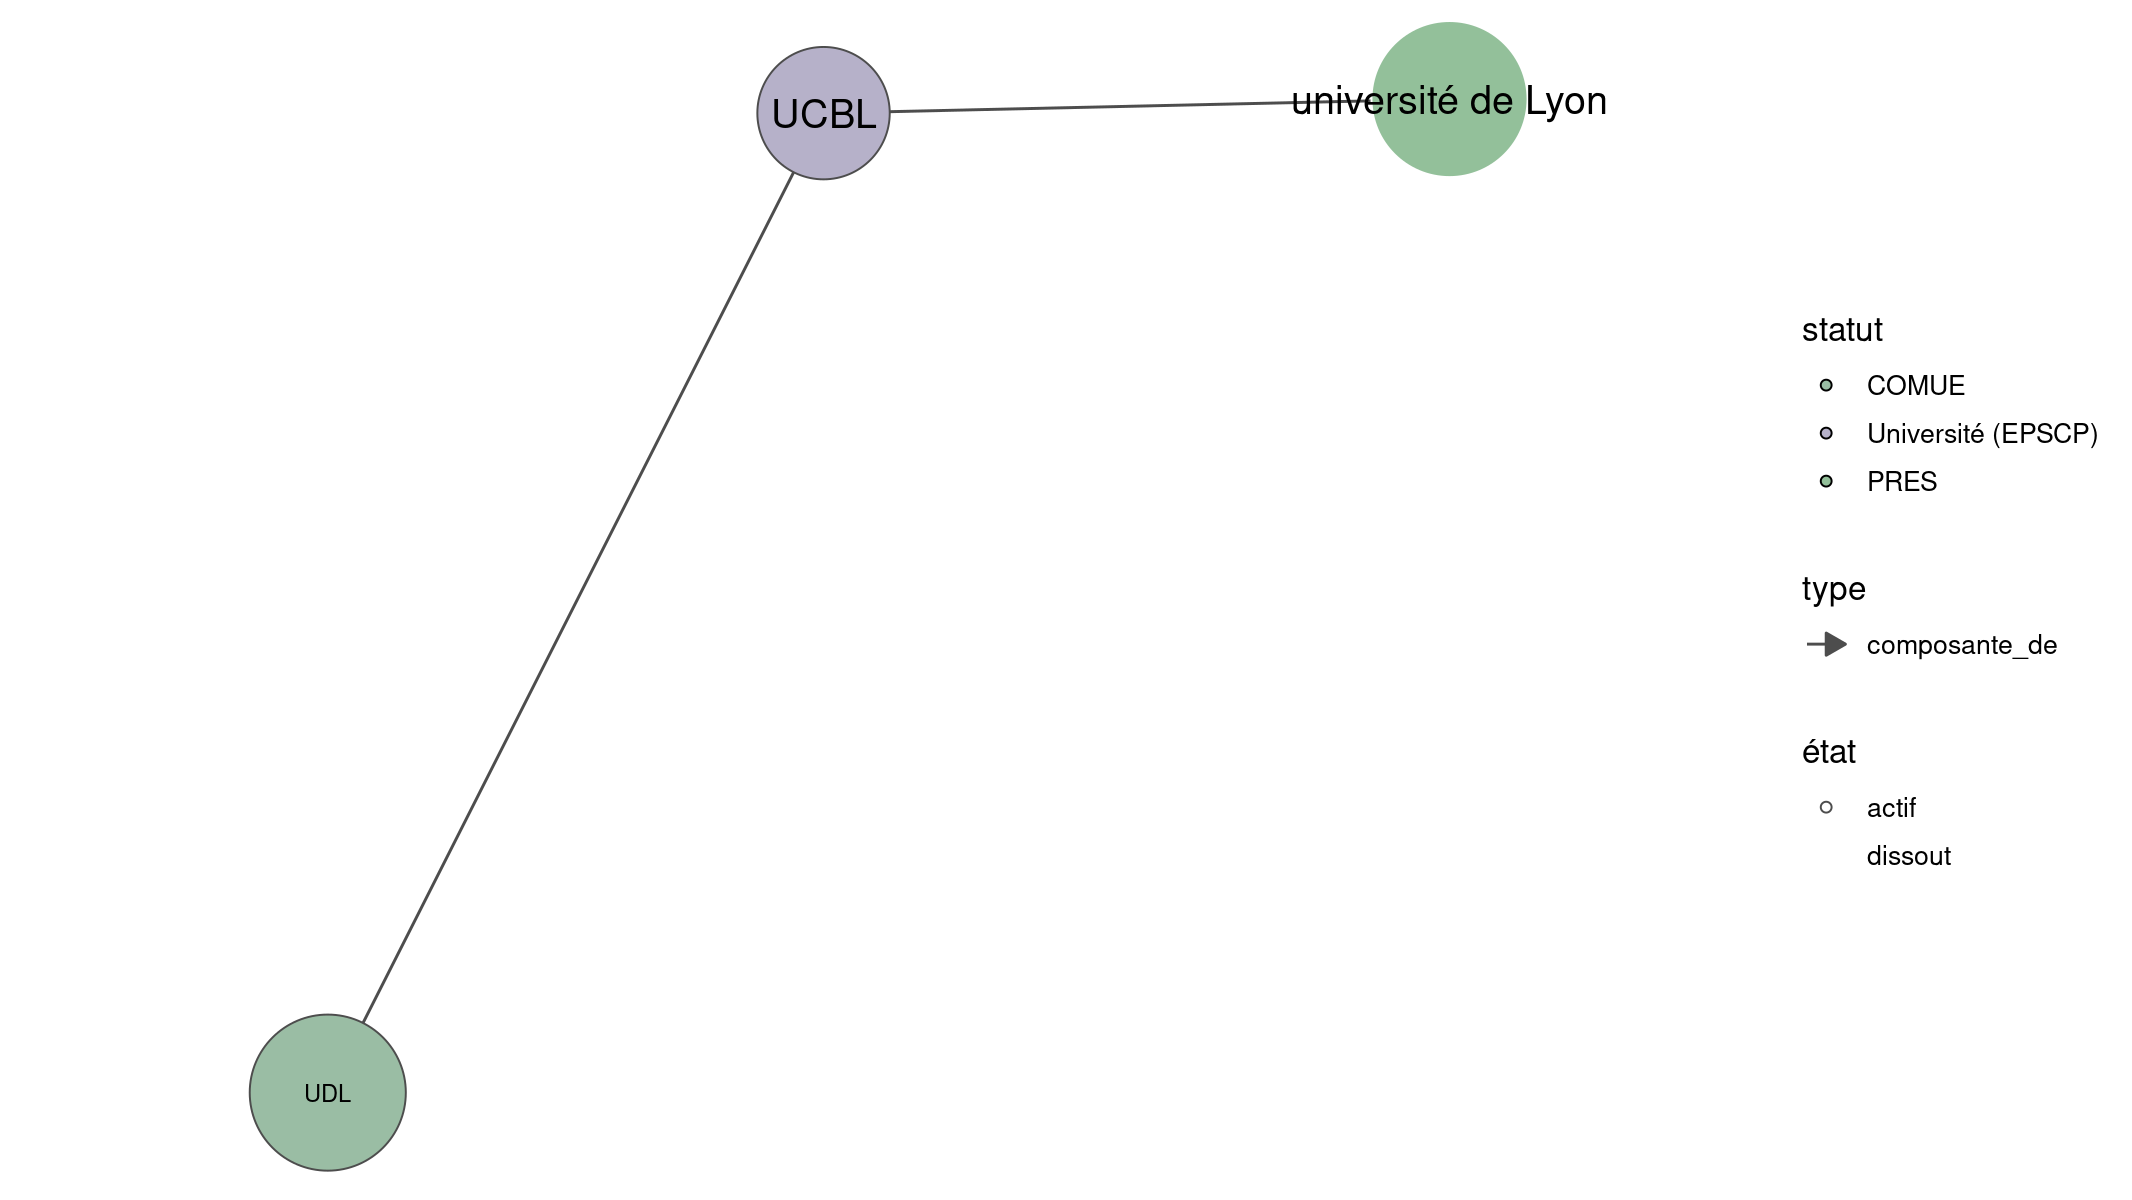 UCBL
université de Lyon
UDL
statut
COMUE
Université (EPSCP)
PRES
type
composante_de
état
actif
dissout